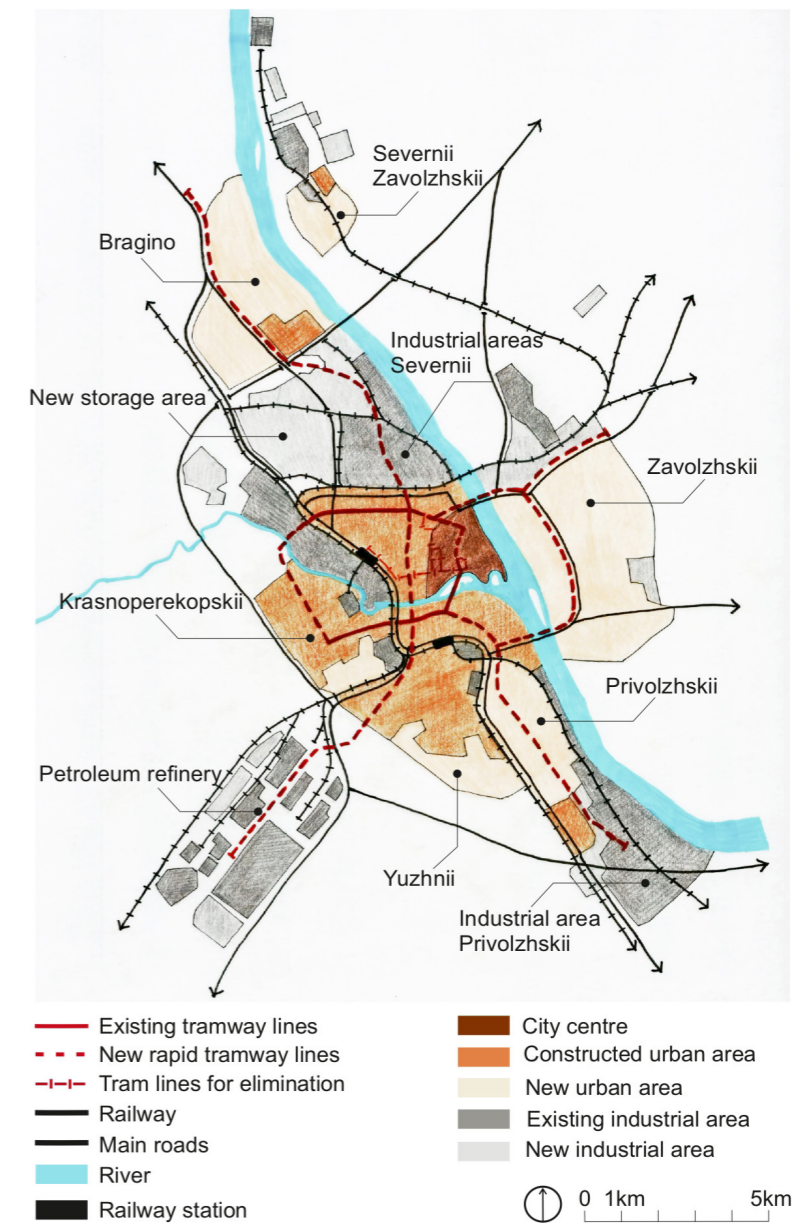 Severnii
Zavolzhskii
Bragino
Industrial areas
Severnii
New storage area
Zavolzhskii
Krasnoperekopskii
Privolzhskii
Petroleum refinery
Yuzhnii
Industrial area
Privolzhskii
Existing tramway lines
New rapid tramway lines
Tram lines for elimination
Railway
Main roads
River
Railway station
City centre
Constructed urban area
New urban area
Existing industrial area
New industrial area
0 1km 5km